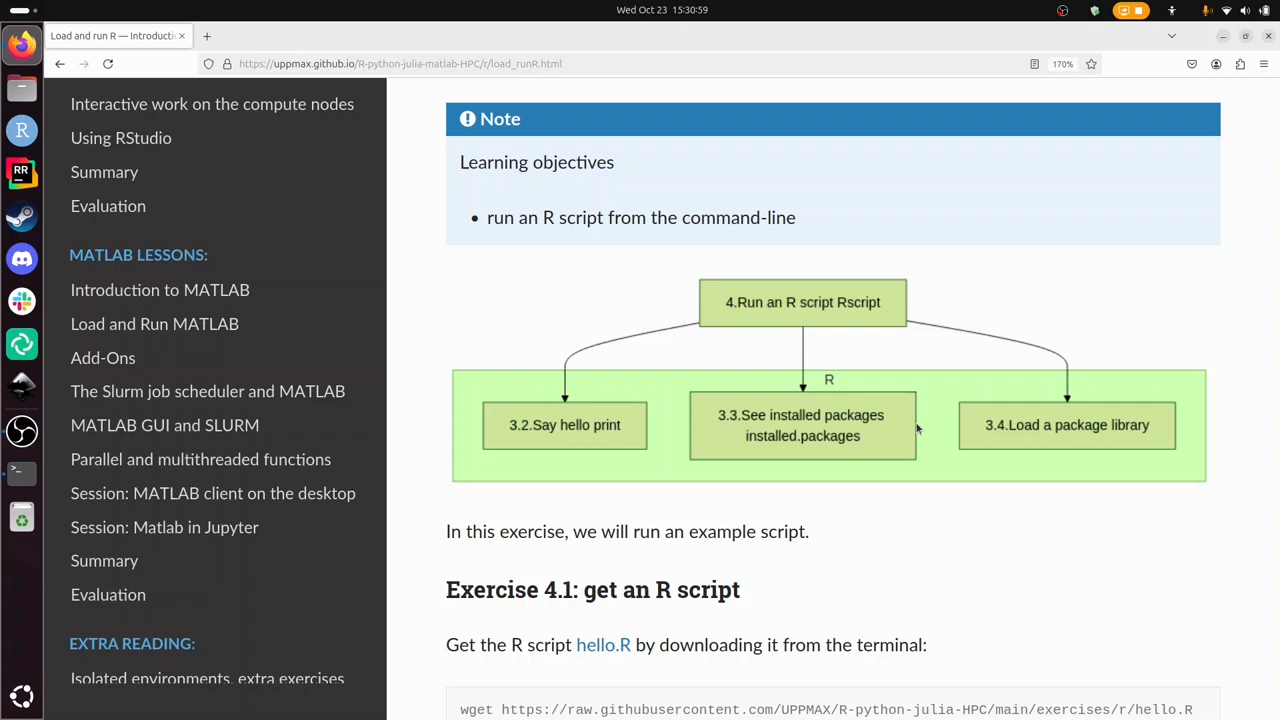 Wed Oct 23 15:30:59
Load and run R — Introducti
https://uppmax.github.io/R-python-julia-matlab-HPC/r/load_runR.html
170%
Interactive work on the compute nodes
Using RStudio
Summary
Evaluation
MATLAB LESSONS:
Introduction to MATLAB
Load and Run MATLAB
Add-Ons
The Slurm job scheduler and MATLAB
MATLAB GUI and SLURM
Parallel and multithreaded functions
Session: MATLAB client on the desktop
Session: Matlab in Jupyter
Summary
Evaluation
EXTRA READING:
Isolated environments, extra exercises
Note
Learning objectives
• run an R script from the command-line
4.Run an R script Rscript
R
3.2.Say hello print
3.3.See installed packages
installed.packages
3.4.Load a package library
In this exercise, we will run an example script.
Exercise 4.1: get an R script
Get the R script hello.R by downloading it from the terminal:
wget https://raw.githubusercontent.com/UPPMAX/R-python-julia-HPC/main/exercises/r/hello.R
R
RR